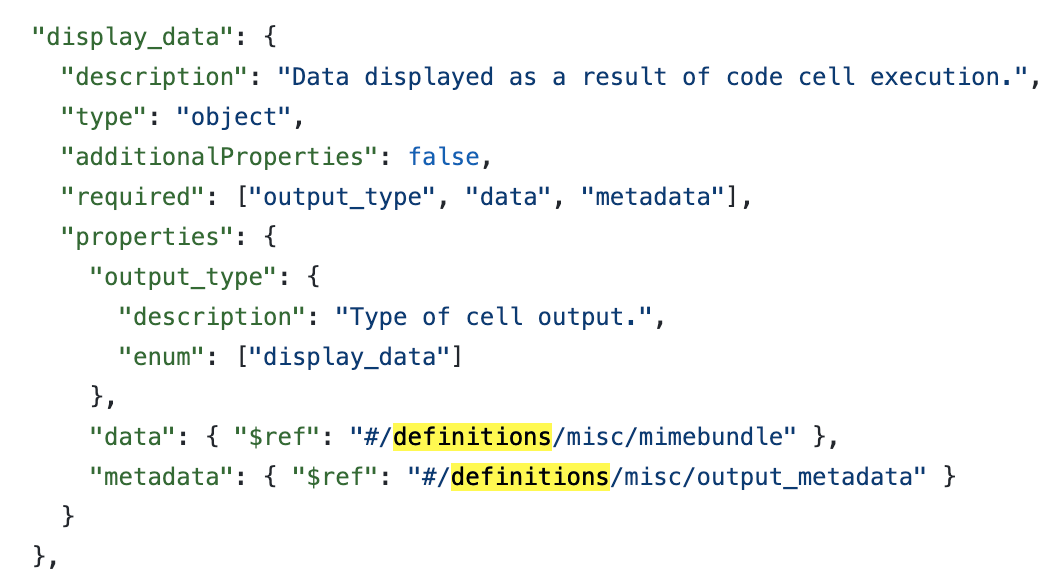 "display_data": {
"description": "Data displayed as a result of code cell execution.",
"type": "object",
"additionalProperties": false,
"required": ["output_type", "data", "metadata"],
"properties": {
"output_type": {
"description": "Type of cell output.",
"enum": ["display_data"]
},
"data": { "$ref": "#/definitions/misc/mimebundle" },
"metadata": { "$ref": "#/definitions/misc/output_metadata" }
}
},